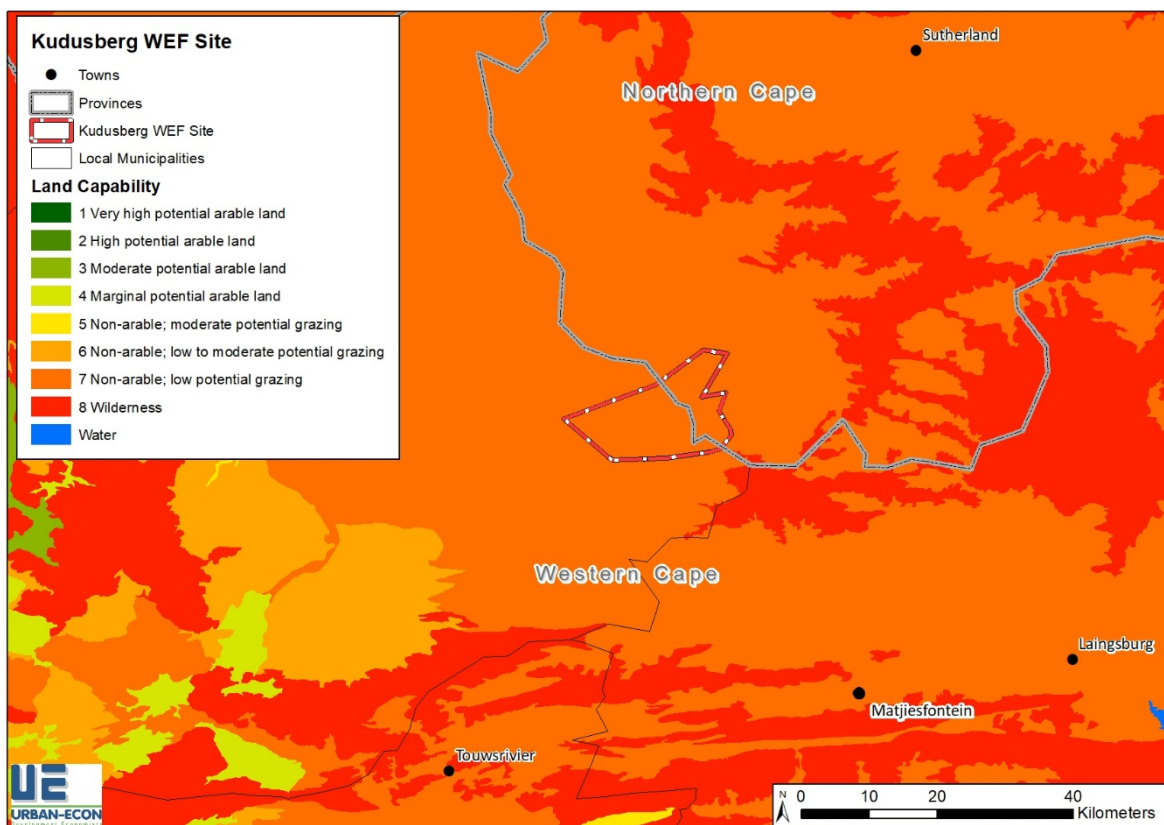 Kudusberg WEF Site
Towns
Provinces
Kudusberg WEF Site
Local Municipalities
Land Capability
1 Very high potential arable land
2 High potential arable land
3 Moderate potential arable land
4 Marginal potential arable land
5 Non-arable; moderate potential grazing
6 Non-arable; low to moderate potential grazing
7 Non-arable; low potential grazing
8 Wilderness
Water
Sutherland
Northern Cape
Western Cape
Laingsburg
Matjiesfontein
Touwsrivier
UE
URBAN-ECON
Development Economists
N
0 10 20 40
Kilometers